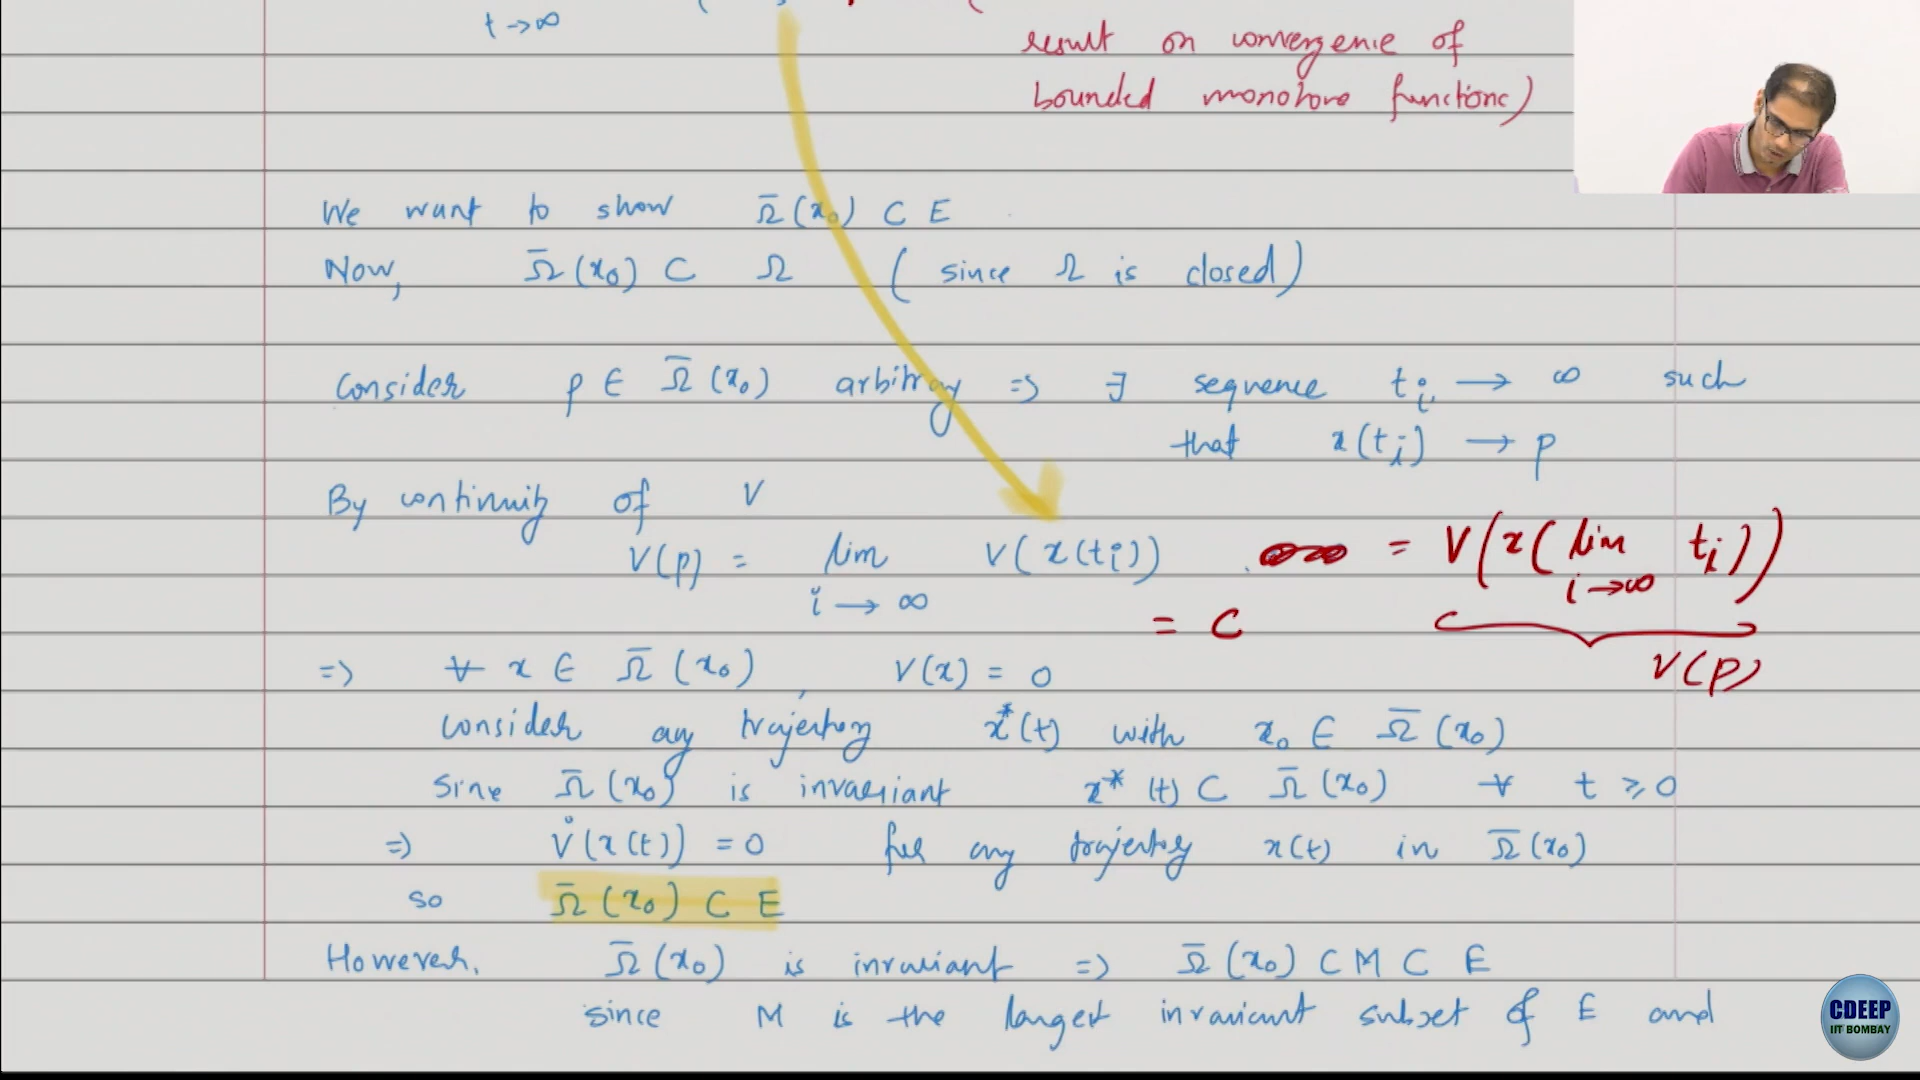 t → ∞
result on convergence of
bounded monotone functions)
We want to show Ω̄(x₀) ⊂ E
Now, Ω̄(x₀) ⊂ Ω (since Ω is closed)
Consider p ∈ Ω̄(x₀) arbitray ⇒ ∃ sequence tᵢ → ∞ such
that x(tᵢ) → p
By continuity of V
V(p) = lim V(x(tᵢ)) = V(x(lim tᵢ))
i → ∞ i → ∞
= C
V(p)
⇒ ∀ x ∈ Ω̄(x₀), V(x) = 0
consider any trajectory x*(t) with x₀ ∈ Ω̄(x₀)
Since Ω̄(x₀) is invariant x*(t) ⊂ Ω̄(x₀) ∀ t ≥ 0
⇒ V̇(x(t)) = 0 for any trajectory x(t) in Ω̄(x₀)
so Ω̄(x₀) ⊂ E
However, Ω̄(x₀) is invariant ⇒ Ω̄(x₀) ⊂ M ⊂ E
since M is the largest invariant subset of E and
CDEEP
IIT BOMBAY